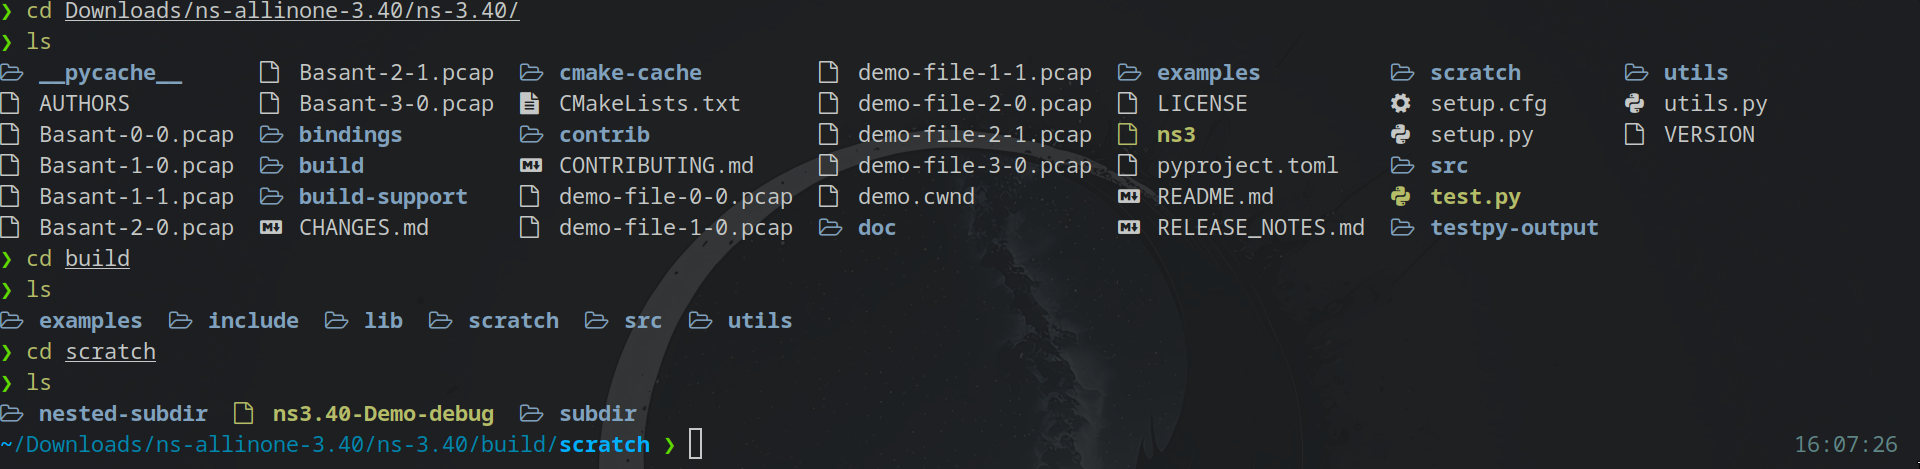 ❯ cd Downloads/ns-allinone-3.40/ns-3.40/
❯ ls
__pycache__ Basant-2-1.pcap cmake-cache demo-file-1-1.pcap examples scratch utils
AUTHORS Basant-3-0.pcap CMakeLists.txt demo-file-2-0.pcap LICENSE setup.cfg utils.py
Basant-0-0.pcap bindings contrib demo-file-2-1.pcap ns3 setup.py VERSION
Basant-1-0.pcap build CONTRIBUTING.md demo-file-3-0.pcap pyproject.toml src
Basant-1-1.pcap build-support demo-file-0-0.pcap demo.cwnd README.md test.py
Basant-2-0.pcap CHANGES.md demo-file-1-0.pcap doc RELEASE_NOTES.md testpy-output
❯ cd build
❯ ls
examples include lib scratch src utils
❯ cd scratch
❯ ls
nested-subdir ns3.40-Demo-debug subdir
~/Downloads/ns-allinone-3.40/ns-3.40/build/scratch ❯ 16:07:26